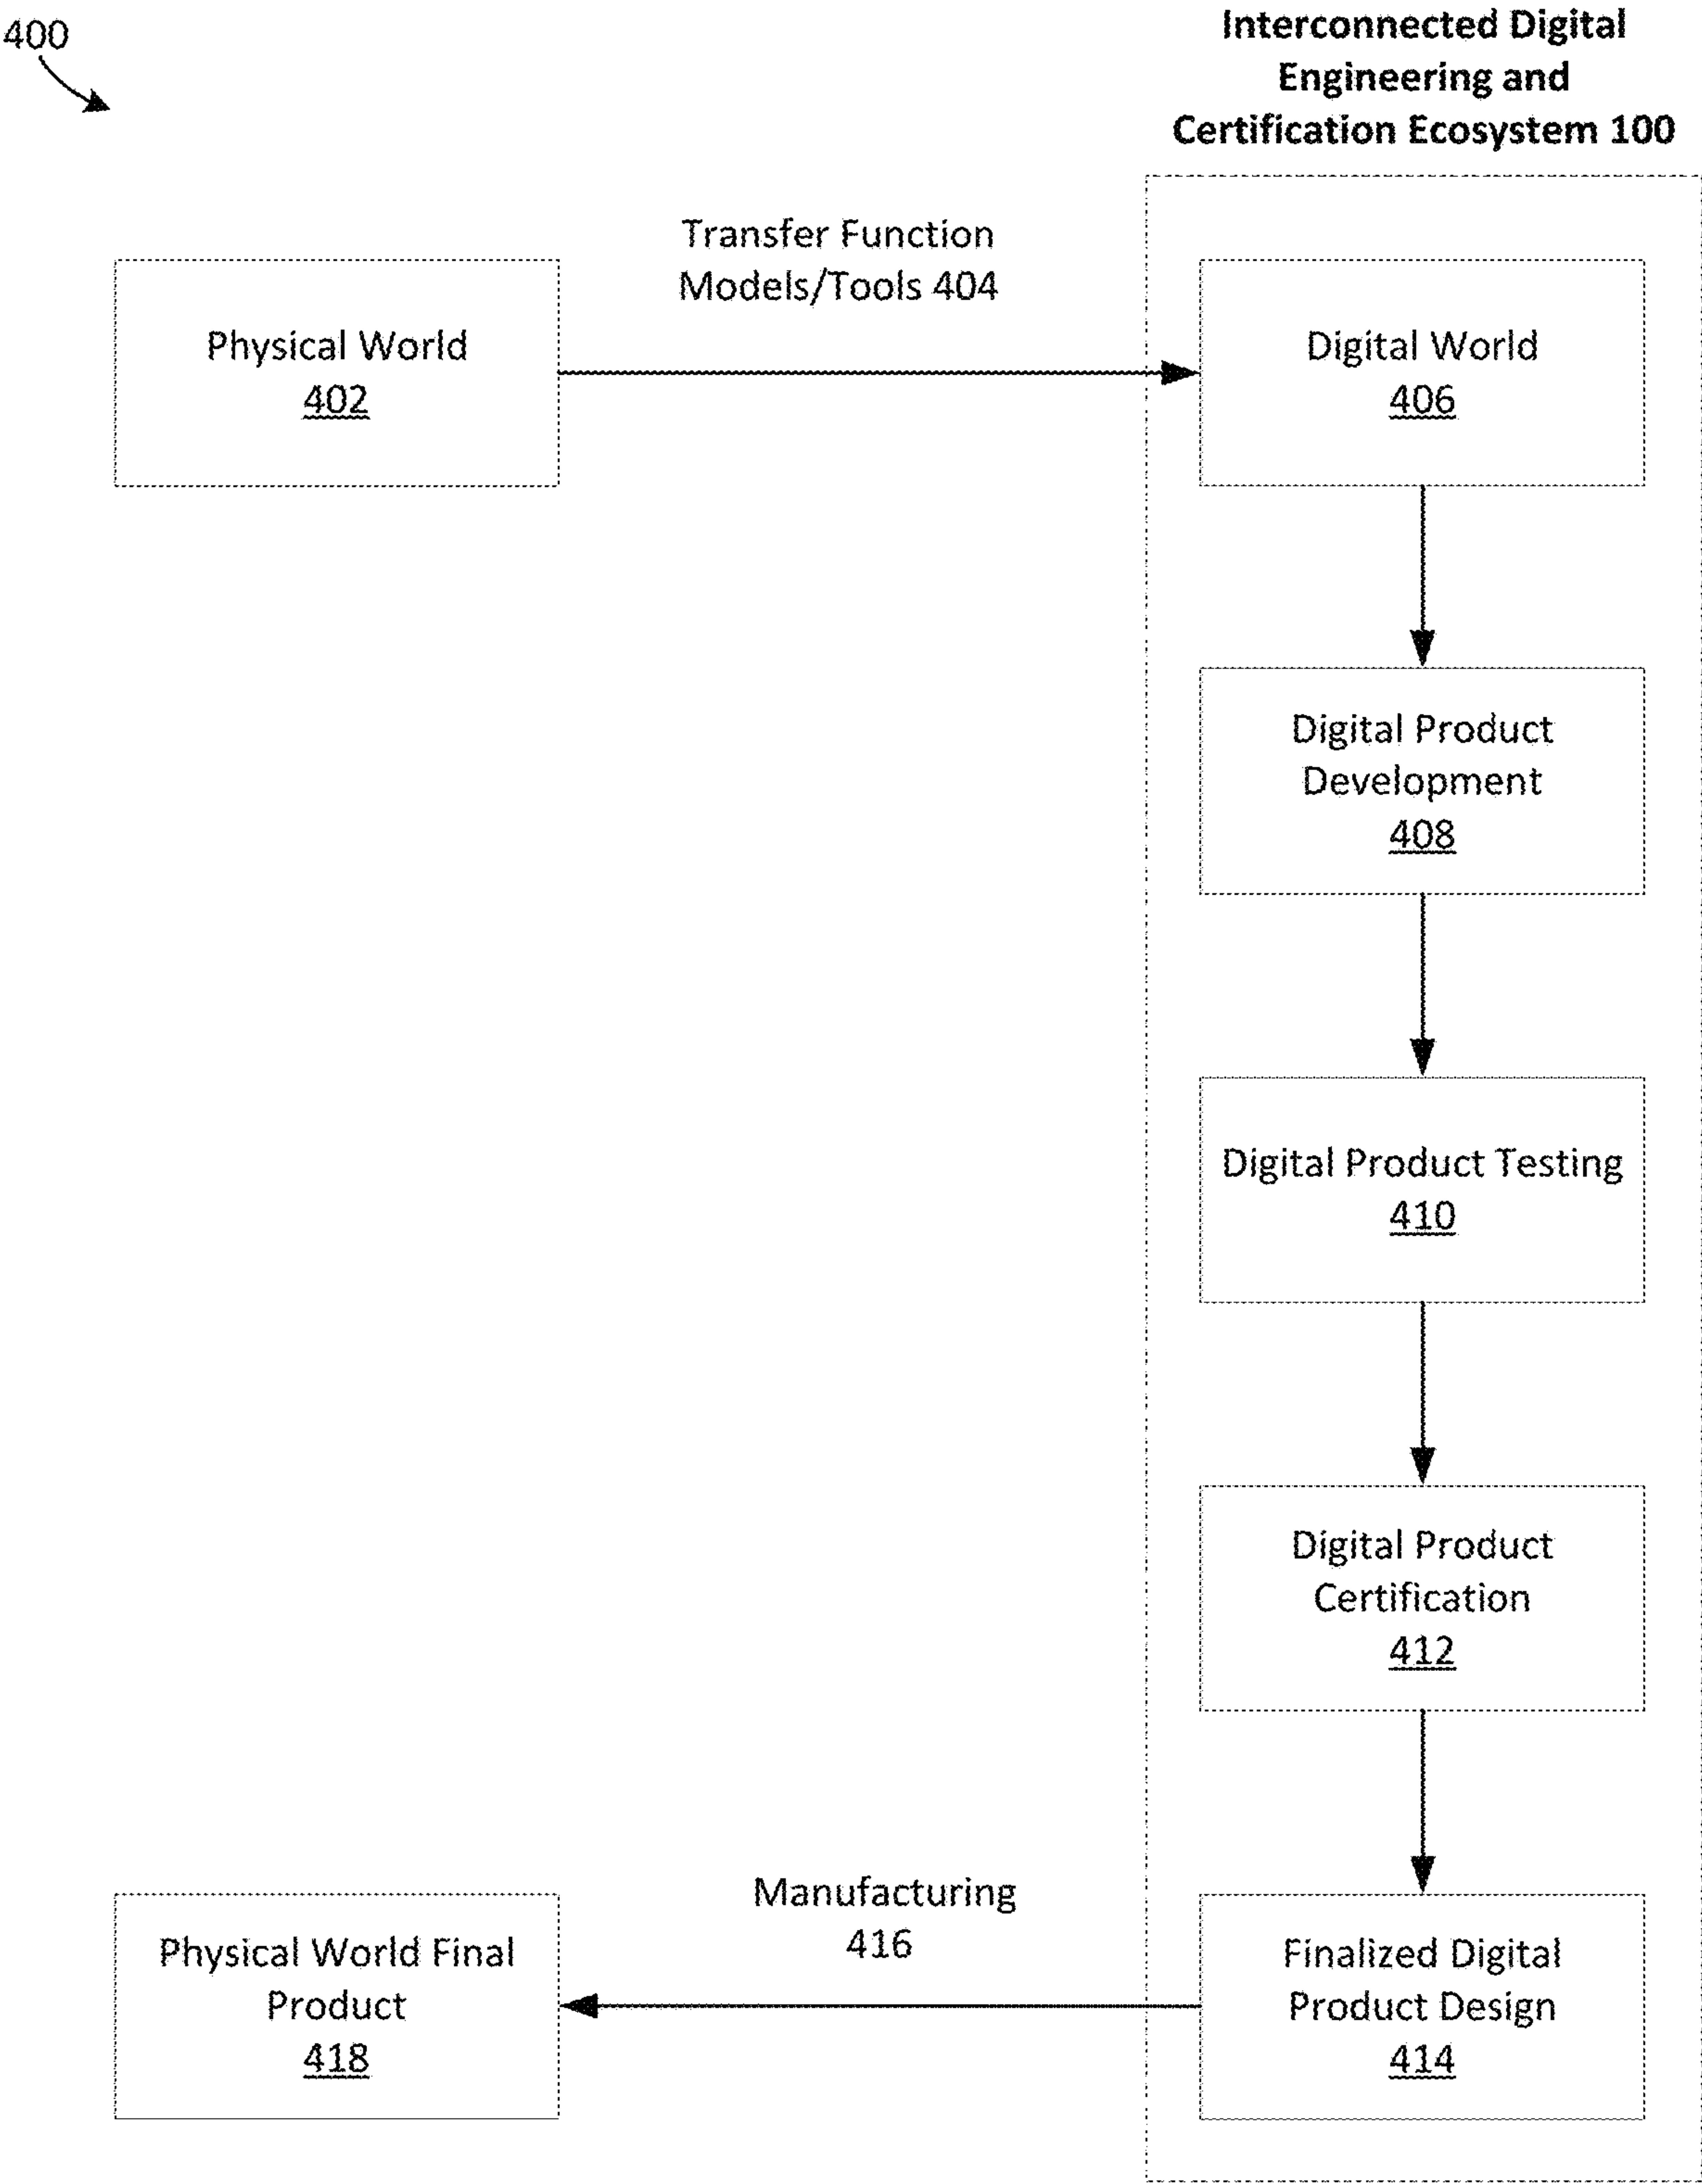 400
Interconnected Digital
Engineering and
Certification Ecosystem 100
Transfer Function
Models/Tools 404
Physical World
402
Digital World
406
Digital Product
Development
408
Digital Product Testing
410
Digital Product
Certification
412
Manufacturing
416
Physical World Final
Product
418
Finalized Digital
Product Design
414